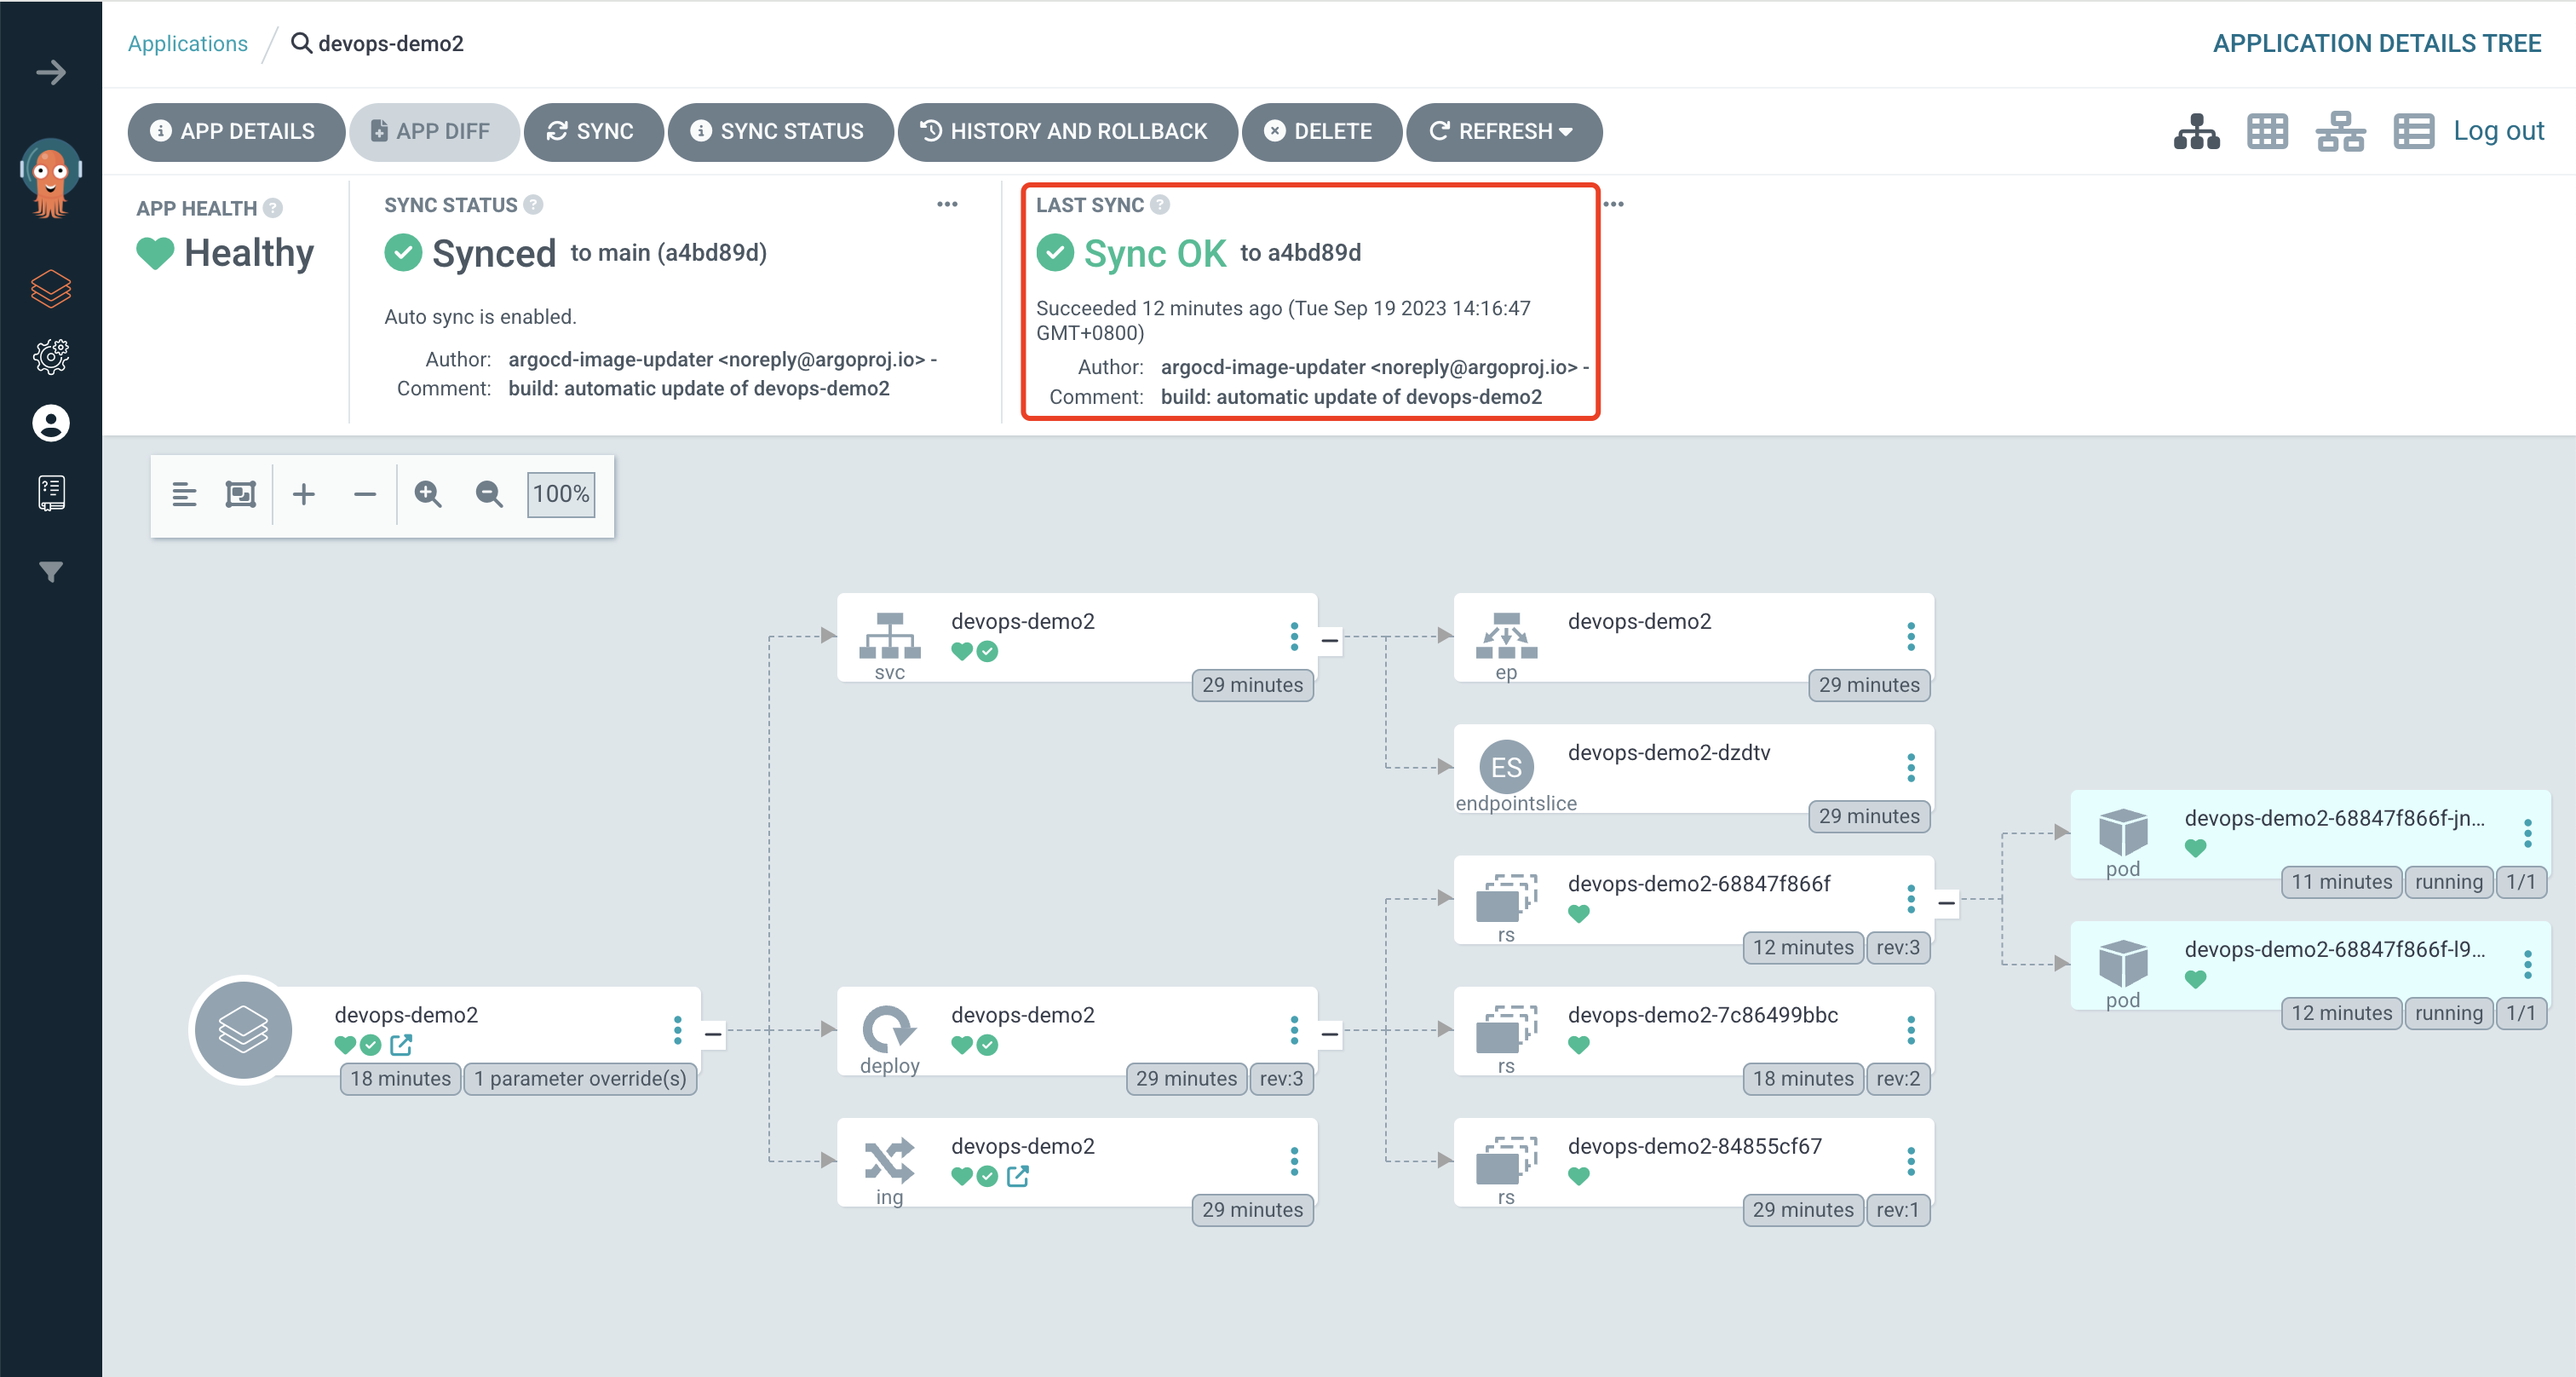 Applications / devops-demo2
APPLICATION DETAILS TREE
APP DETAILS
APP DIFF
SYNC
SYNC STATUS
HISTORY AND ROLLBACK
DELETE
REFRESH
Log out
APP HEALTH ?
Healthy
SYNC STATUS ?
Synced to main (a4bd89d)
Auto sync is enabled.
Author: argocd-image-updater <noreply@argoproj.io> -
Comment: build: automatic update of devops-demo2
LAST SYNC ?
Sync OK to a4bd89d
Succeeded 12 minutes ago (Tue Sep 19 2023 14:16:47
GMT+0800)
Author: argocd-image-updater <noreply@argoproj.io> -
Comment: build: automatic update of devops-demo2
100%
devops-demo2
18 minutes
1 parameter override(s)
devops-demo2
svc
29 minutes
devops-demo2
deploy
29 minutes
rev:3
devops-demo2
ing
29 minutes
devops-demo2
ep
29 minutes
ES
devops-demo2-dzdtv
endpointslice
29 minutes
devops-demo2-68847f866f
rs
12 minutes
rev:3
devops-demo2-7c86499bbc
rs
18 minutes
rev:2
devops-demo2-84855cf67
rs
29 minutes
rev:1
devops-demo2-68847f866f-jn...
pod
11 minutes
running
1/1
devops-demo2-68847f866f-l9...
pod
12 minutes
running
1/1